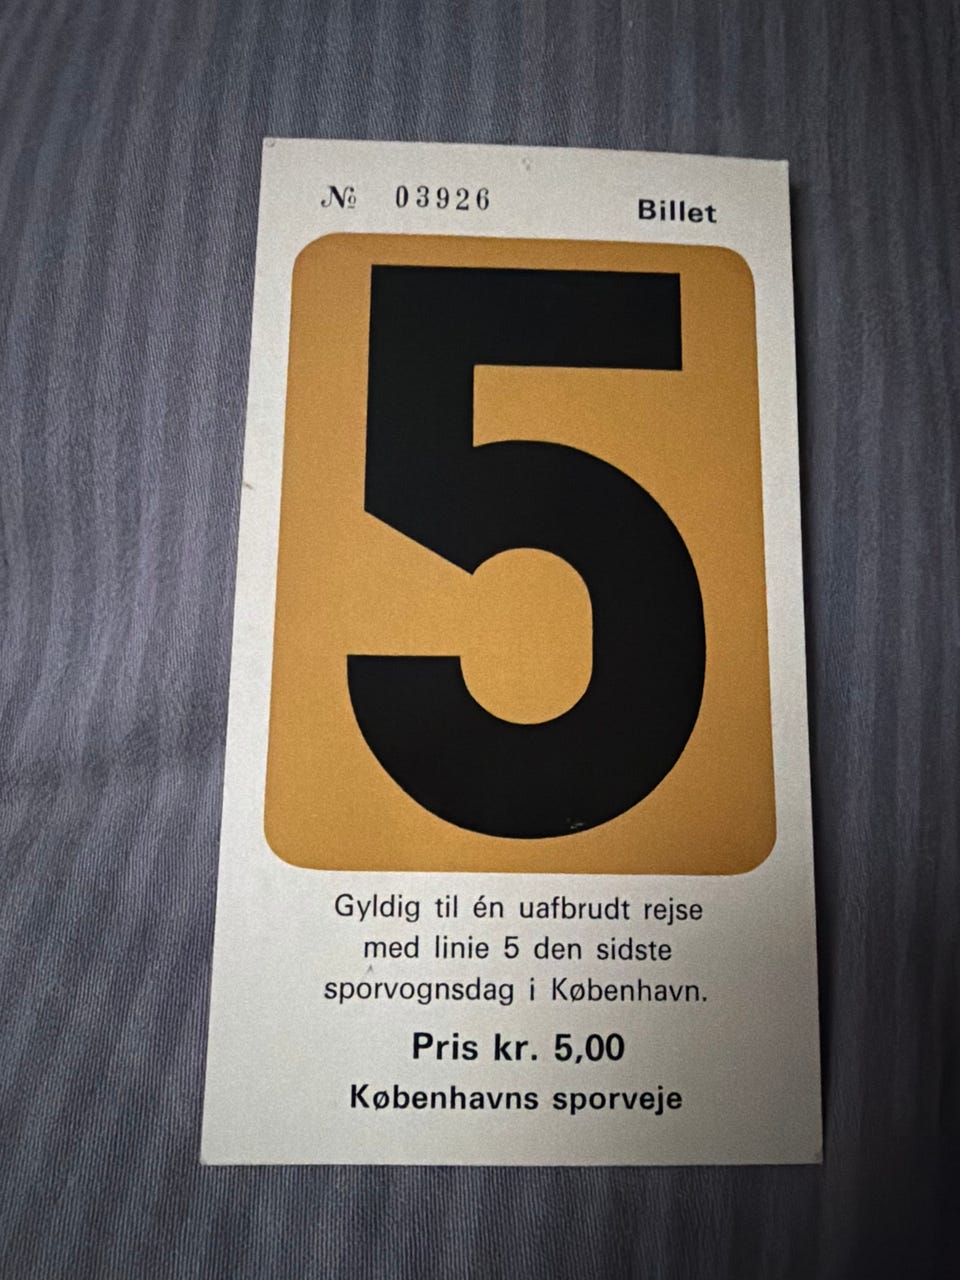 № 03926 Billet
5
Gyldig til én uafbrudt rejse
med linie 5 den sidste
sporvognsdag i København.
Pris kr. 5,00
Københavns sporveje